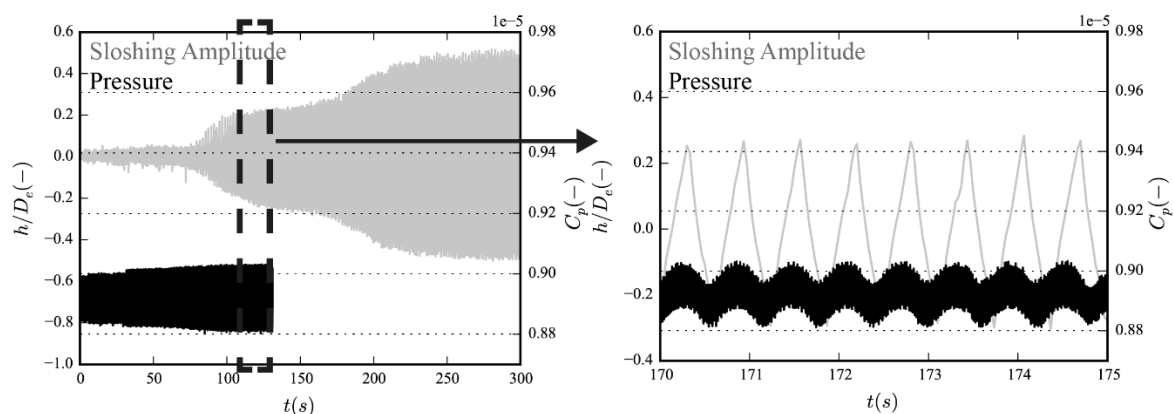 1e−5
Sloshing Amplitude
Pressure
0.6
0.4
0.2
0.0
−0.2
−0.4
−0.6
−0.8
−1.0
h/D_e(−)
0.98
0.96
0.94
0.92
0.90
0.88
C_p(−)
0 50 100 150 200 250 300
t(s)
1e−5
Sloshing Amplitude
Pressure
0.6
0.4
0.2
0.0
−0.2
−0.4
h/D_e(−)
0.98
0.96
0.94
0.92
0.90
0.88
C_p(−)
170 171 172 173 174 175
t(s)